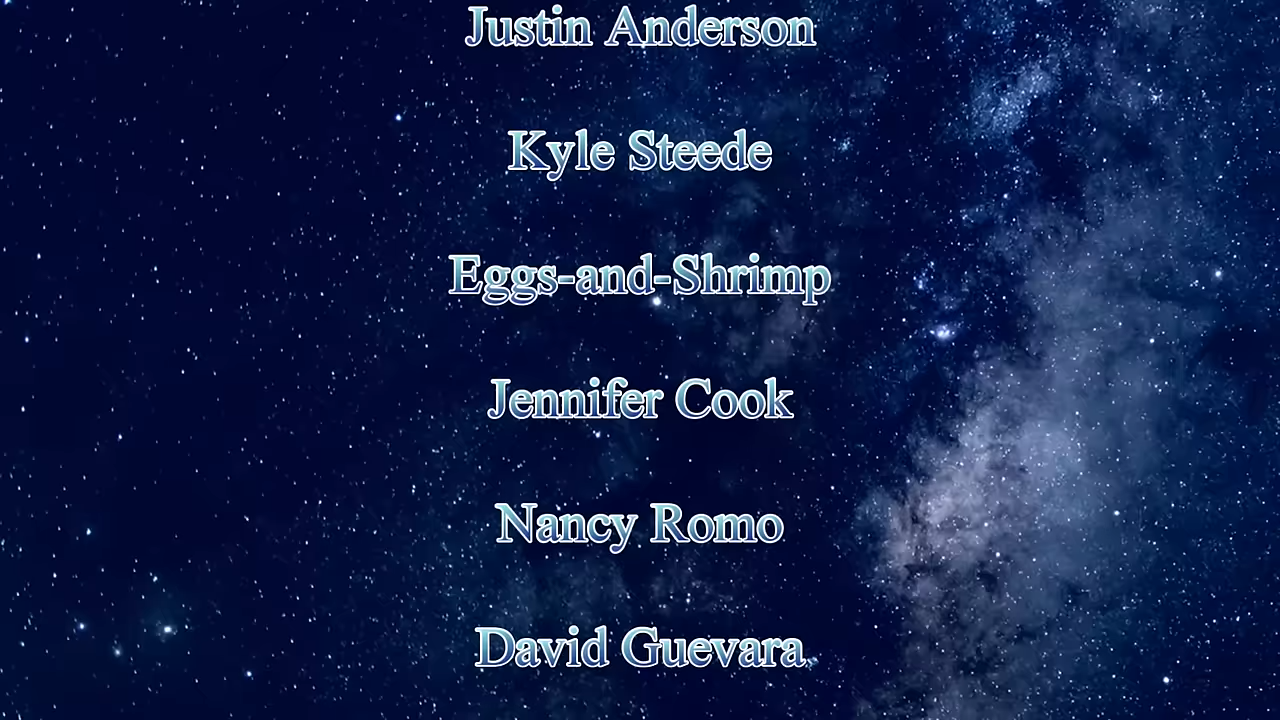 Justin Anderson
Kyle Steede
Eggs-and-Shrimp
Jennifer Cook
Nancy Romo
David Guevara